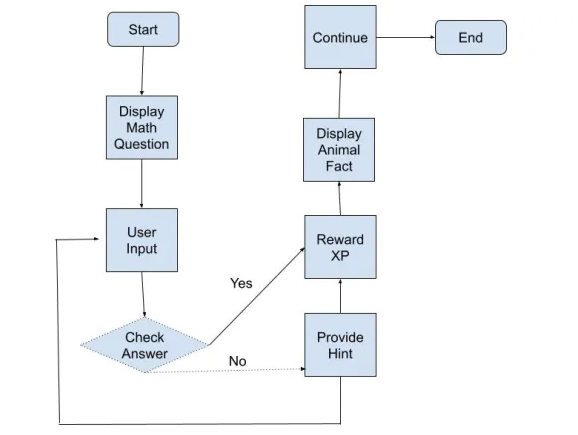 Start
Display
Math
Question
User
Input
Check
Answer
Yes
No
Provide
Hint
Reward
XP
Display
Animal
Fact
Continue
End